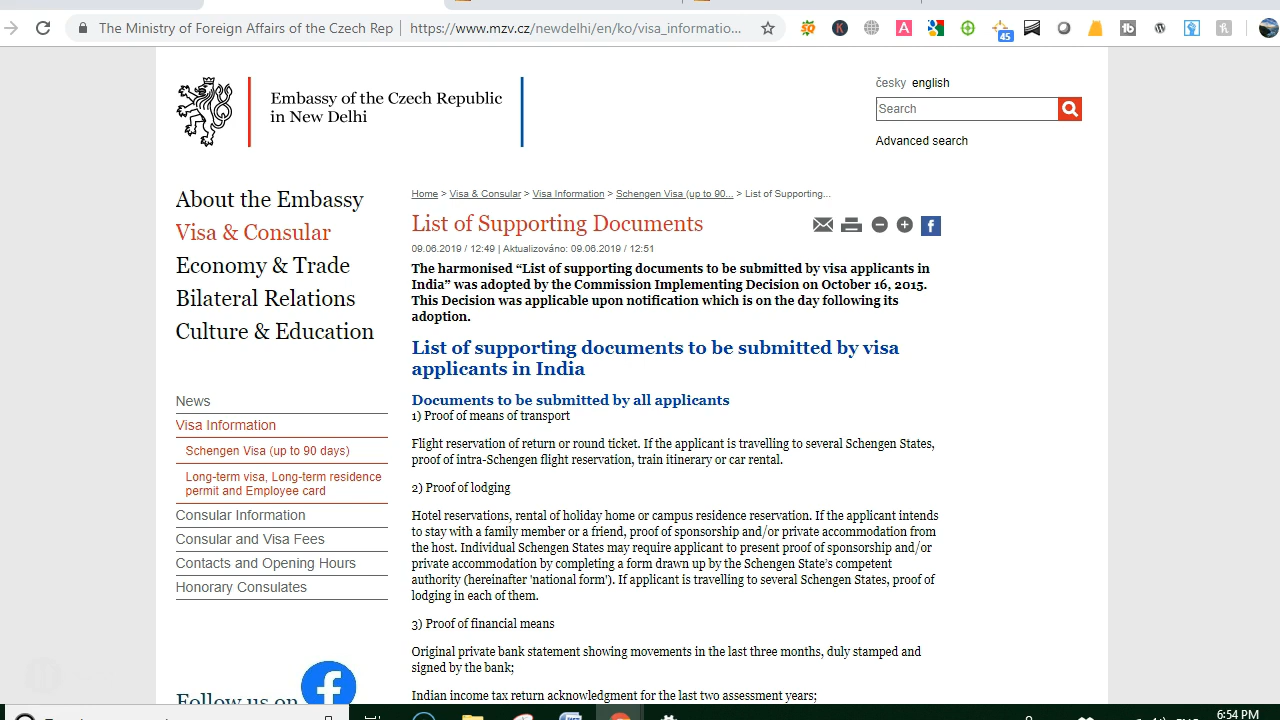 The Ministry of Foreign Affairs of the Czech Rep | https://www.mzv.cz/newdelhi/en/ko/visa_informatio...
45
Embassy of the Czech Republic
in New Delhi
česky english
Search
Advanced search
About the Embassy
Visa & Consular
Economy & Trade
Bilateral Relations
Culture & Education
News
Visa Information
Schengen Visa (up to 90 days)
Long-term visa, Long-term residence
permit and Employee card
Consular Information
Consular and Visa Fees
Contacts and Opening Hours
Honorary Consulates
Follow us on
Home > Visa & Consular > Visa Information > Schengen Visa (up to 90... > List of Supporting...
List of Supporting Documents
09.06.2019 / 12:49 | Aktualizováno: 09.06.2019 / 12:51
The harmonised “List of supporting documents to be submitted by visa applicants in
India” was adopted by the Commission Implementing Decision on October 16, 2015.
This Decision was applicable upon notification which is on the day following its
adoption.
List of supporting documents to be submitted by visa
applicants in India
Documents to be submitted by all applicants
1) Proof of means of transport
Flight reservation of return or round ticket. If the applicant is travelling to several Schengen States,
proof of intra-Schengen flight reservation, train itinerary or car rental.
2) Proof of lodging
Hotel reservations, rental of holiday home or campus residence reservation. If the applicant intends
to stay with a family member or a friend, proof of sponsorship and/or private accommodation from
the host. Individual Schengen States may require applicant to present proof of sponsorship and/or
private accommodation by completing a form drawn up by the Schengen State’s competent
authority (hereinafter 'national form'). If applicant is travelling to several Schengen States, proof of
lodging in each of them.
3) Proof of financial means
Original private bank statement showing movements in the last three months, duly stamped and
signed by the bank;
Indian income tax return acknowledgment for the last two assessment years;
6:54 PM